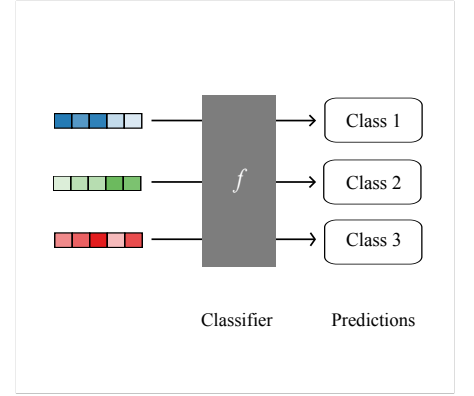 Class 1
f
Class 2
Class 3
Classifier
Predictions